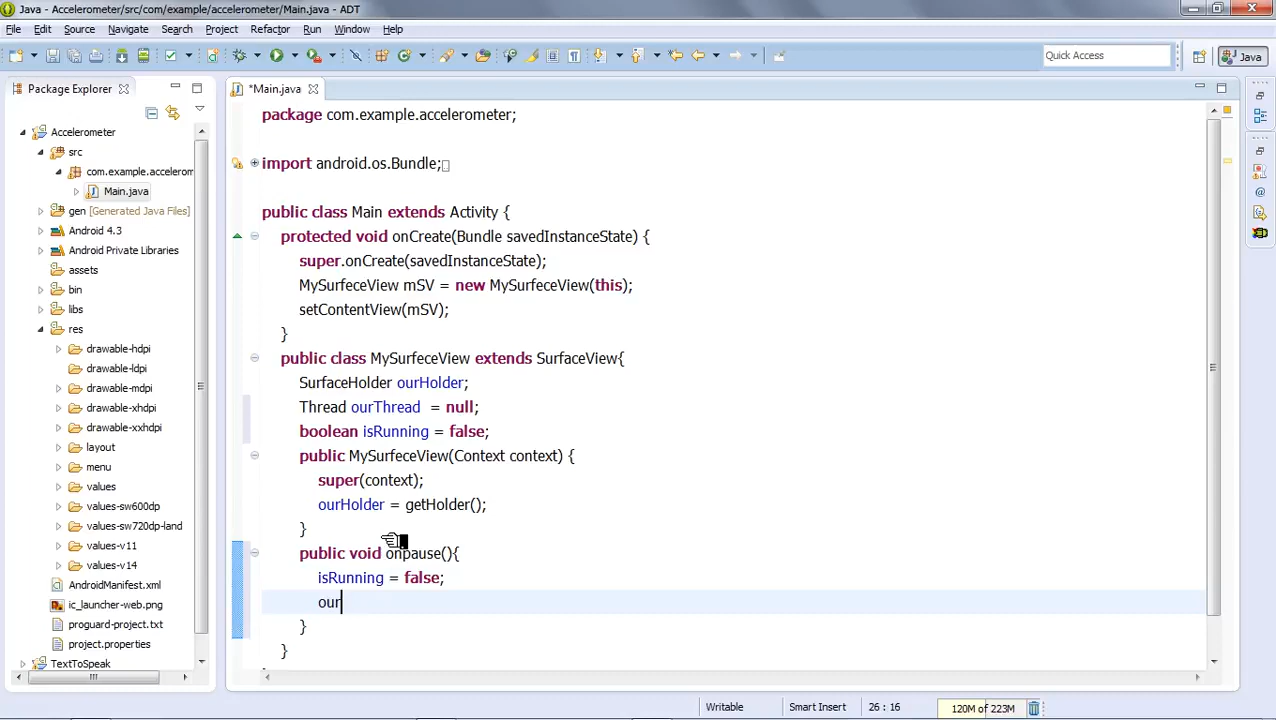 Java - Accelerometer/src/com/example/accelerometer/Main.java - ADT
File Edit Source Navigate Search Project Refactor Run Window Help
Quick Access
Java
Package Explorer
*Main.java
Accelerometer
src
com.example.accelerom
Main.java
gen [Generated Java Files]
Android 4.3
Android Private Libraries
assets
bin
libs
res
drawable-hdpi
drawable-ldpi
drawable-mdpi
drawable-xhdpi
drawable-xxhdpi
layout
menu
values
values-sw600dp
values-sw720dp-land
values-v11
values-v14
AndroidManifest.xml
ic_launcher-web.png
proguard-project.txt
project.properties
TextToSpeak
package com.example.accelerometer;
import android.os.Bundle;
public class Main extends Activity {
protected void onCreate(Bundle savedInstanceState) {
super.onCreate(savedInstanceState);
MySurfeceView mSV = new MySurfeceView(this);
setContentView(mSV);
}
public class MySurfeceView extends SurfaceView{
SurfaceHolder ourHolder;
Thread ourThread = null;
boolean isRunning = false;
public MySurfeceView(Context context) {
super(context);
ourHolder = getHolder();
}
public void onpause(){
isRunning = false;
our
}
}
Writable Smart Insert 26 : 16 120M of 223M